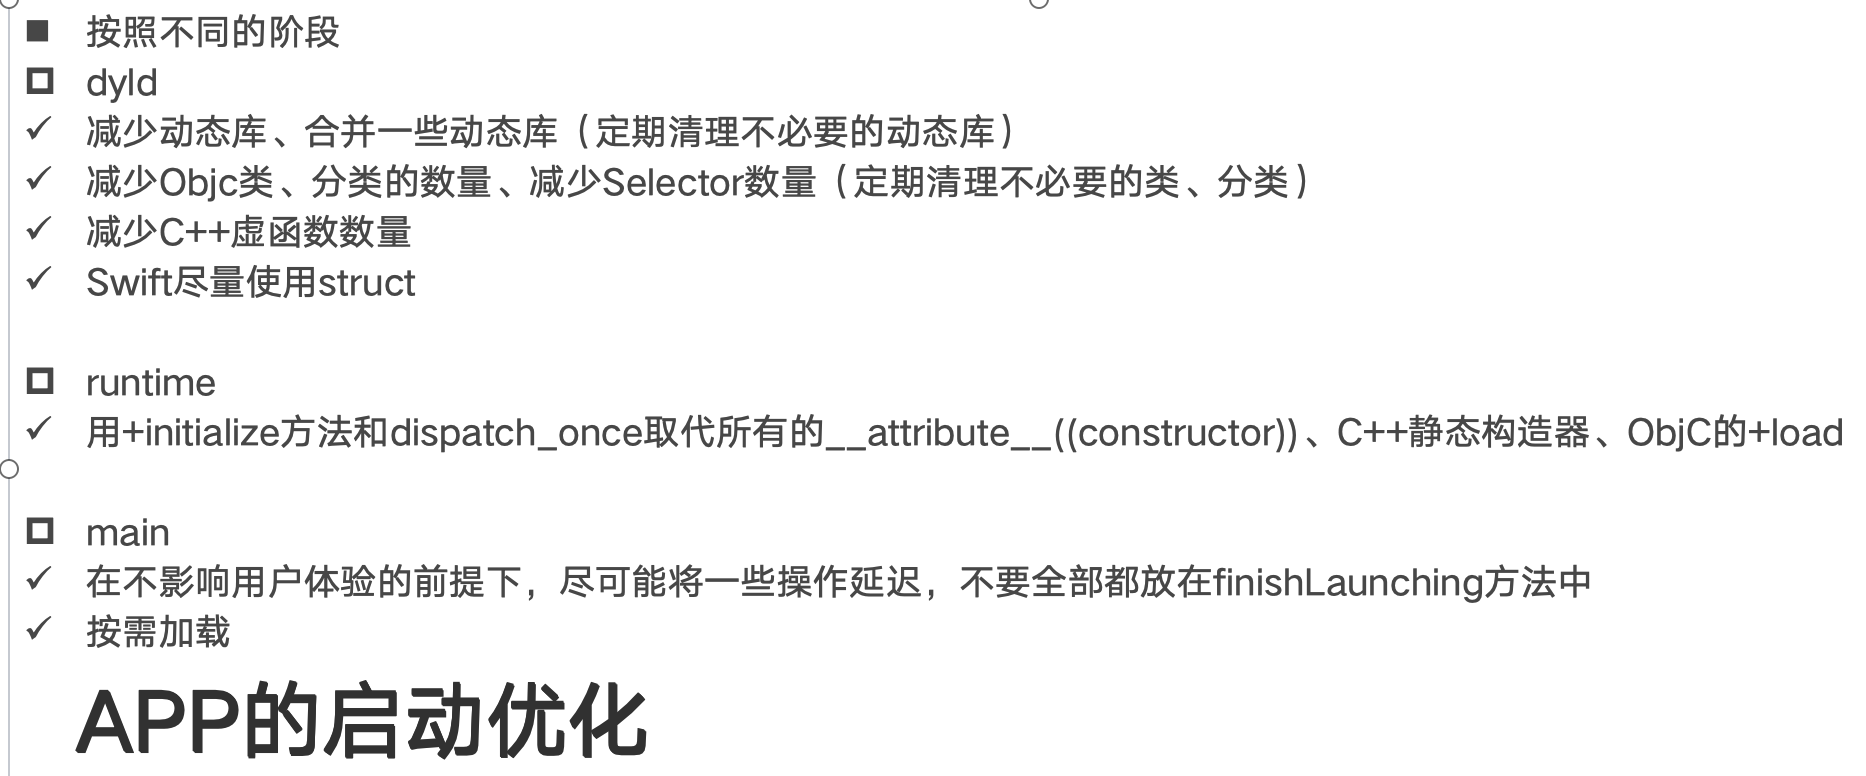 按照不同的阶段
dyld
减少动态库、合并一些动态库（定期清理不必要的动态库）
减少Objc类、分类的数量、减少Selector数量（定期清理不必要的类、分类）
减少C++虚函数数量
Swift尽量使用struct
runtime
用+initialize方法和dispatch_once取代所有的__attribute__((constructor))、C++静态构造器、ObjC的+load
main
在不影响用户体验的前提下，尽可能将一些操作延迟，不要全部都放在finishLaunching方法中
按需加载
APP的启动优化